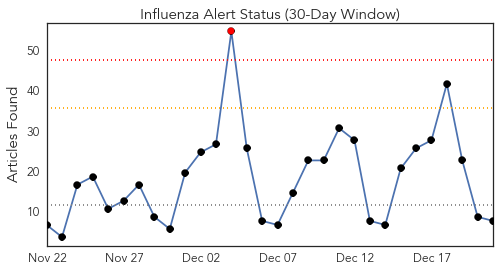 Influenza Alert Status (30-Day Window)
Articles Found
50
40
30
20
10
Nov 22
Nov 27
Dec 02
Dec 07
Dec 12
Dec 17